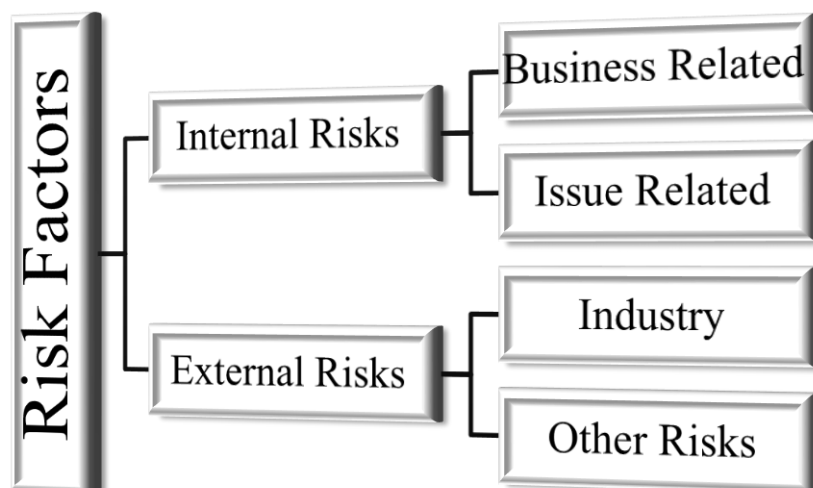 Risk Factors
Internal Risks
Business Related
Issue Related
External Risks
Industry
Other Risks